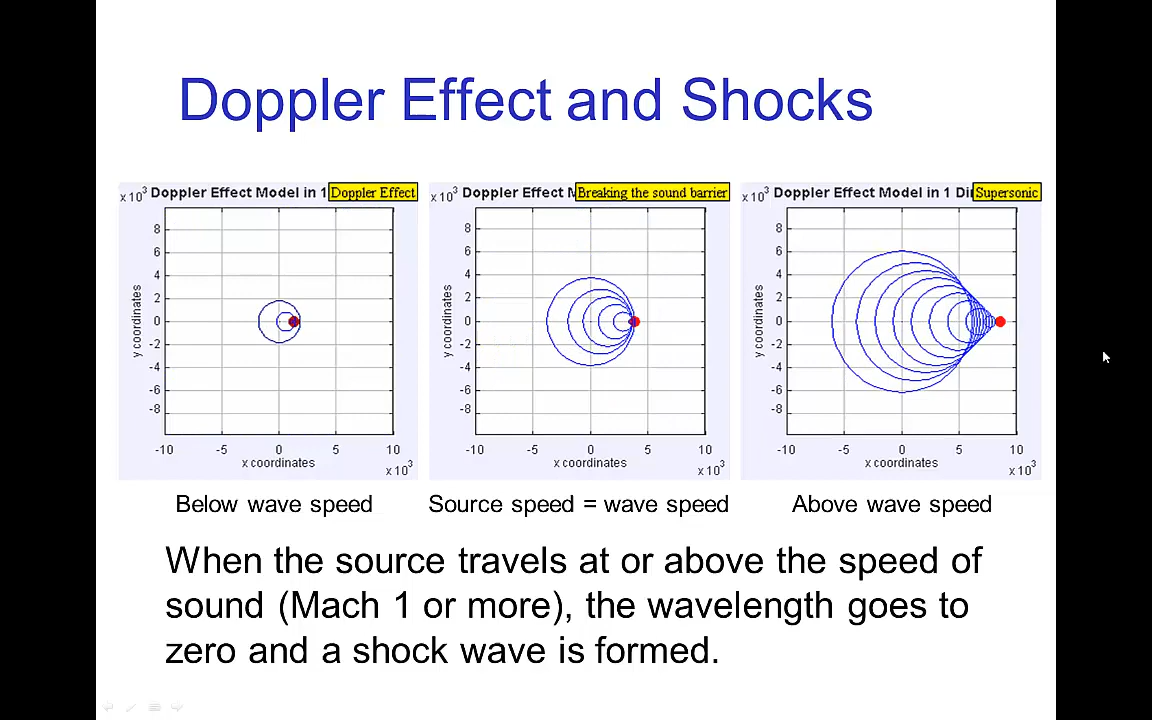 Doppler Effect and Shocks
x 10³ Doppler Effect Model in 1 Doppler Effect
8
6
4
2
0
-2
-4
-6
-8
y coordinates
-10 -5 0 5 10
x coordinates
x 10³
Below wave speed
x 10³ Doppler Effect M Breaking the sound barrier
8
6
4
2
0
-2
-4
-6
-8
y coordinates
-10 -5 0 5 10
x coordinates
x 10³
Source speed = wave speed
x 10³ Doppler Effect Model in 1 Di Supersonic
8
6
4
2
0
-2
-4
-6
-8
y coordinates
-10 -5 0 5 10
x coordinates
x 10³
Above wave speed
When the source travels at or above the speed of
sound (Mach 1 or more), the wavelength goes to
zero and a shock wave is formed.